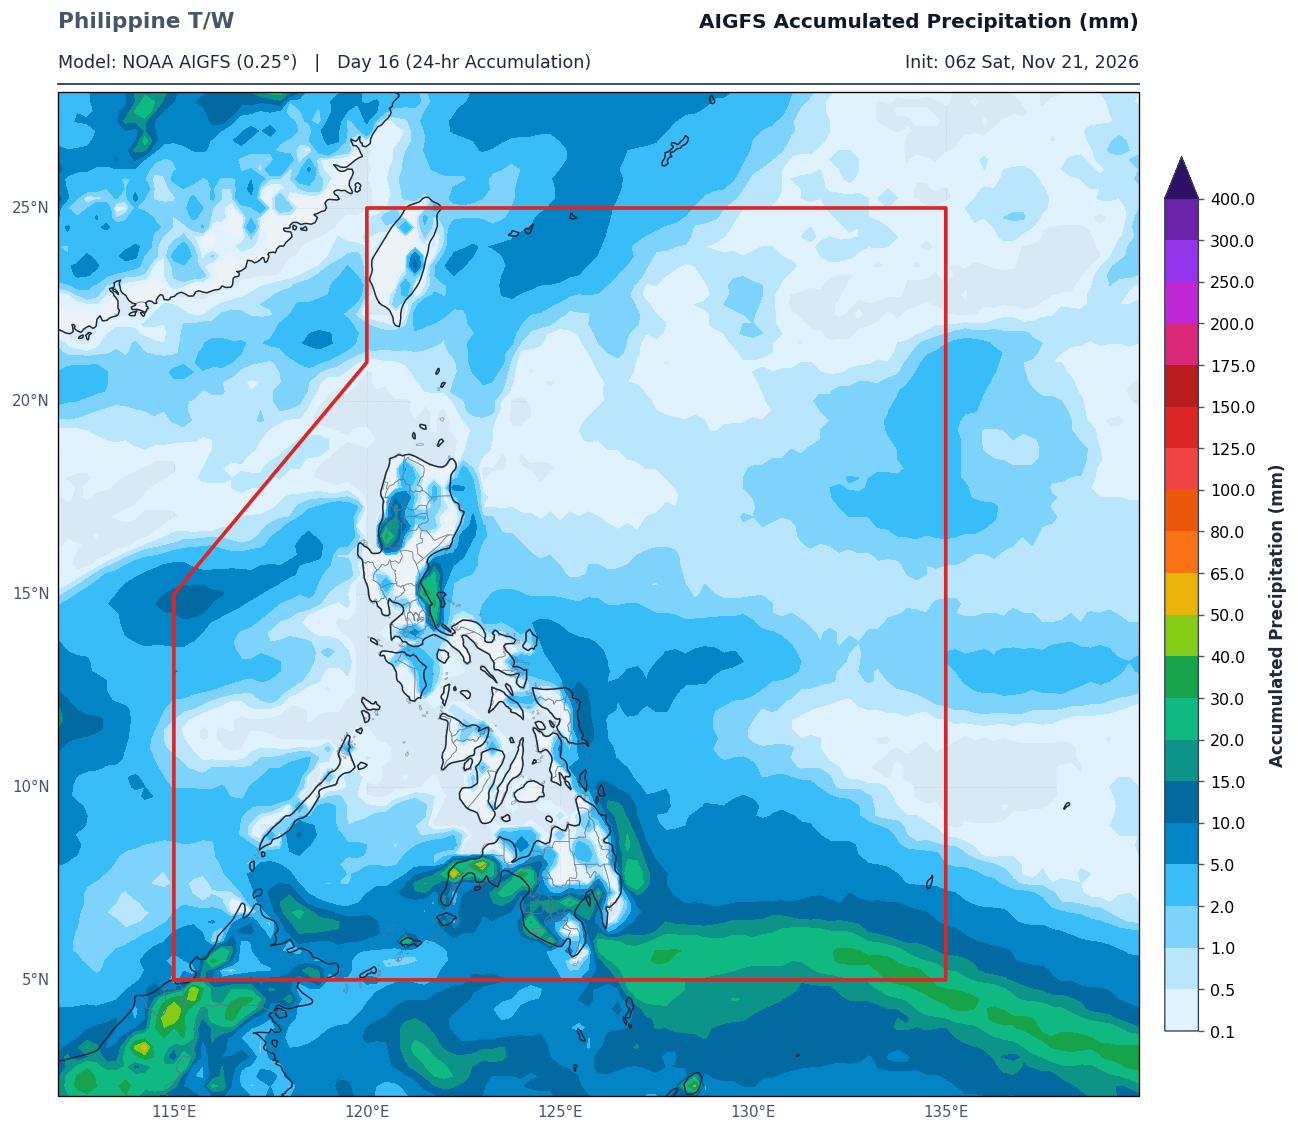 Philippine T/W
AIGFS Accumulated Precipitation (mm)
Model: NOAA AIGFS (0.25°) | Day 16 (24-hr Accumulation)
Init: 06z Sat, Nov 21, 2026
25°N
20°N
15°N
10°N
5°N
115°E
120°E
125°E
130°E
135°E
400.0
300.0
250.0
200.0
175.0
150.0
125.0
100.0
80.0
65.0
50.0
40.0
30.0
20.0
15.0
10.0
5.0
2.0
1.0
0.5
0.1
Accumulated Precipitation (mm)